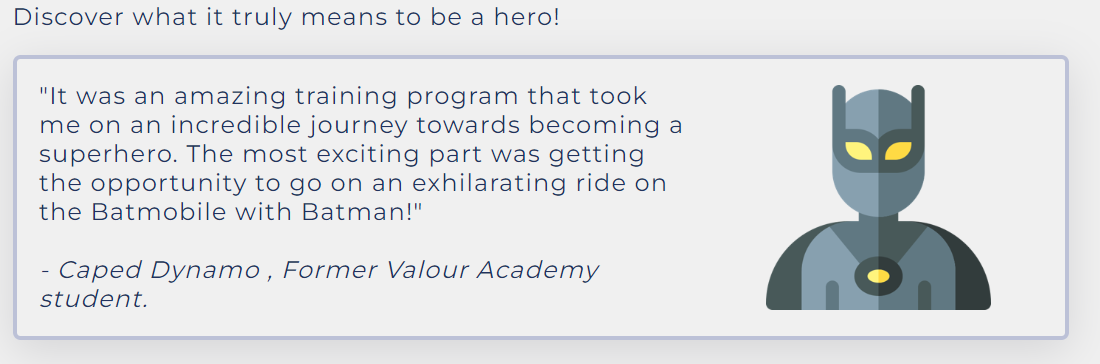 Discover what it truly means to be a hero!
"It was an amazing training program that took
me on an incredible journey towards becoming a
superhero. The most exciting part was getting
the opportunity to go on an exhilarating ride on
the Batmobile with Batman!"
- Caped Dynamo , Former Valour Academy
student.